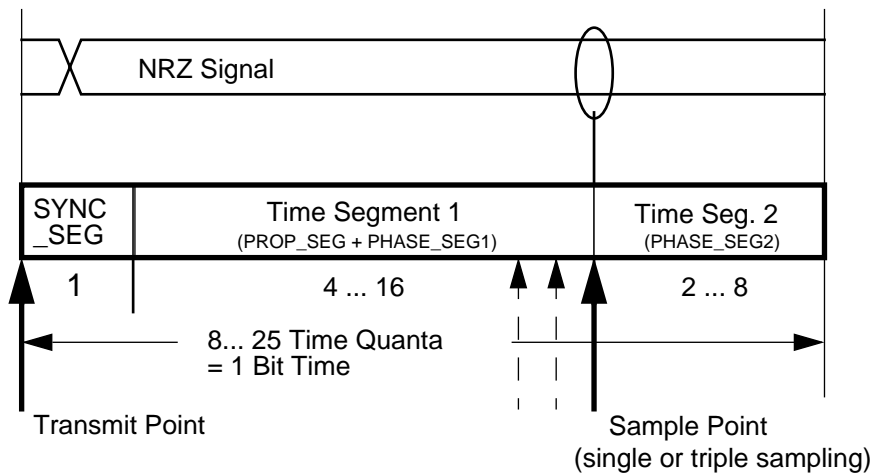 NRZ Signal
SYNC
_SEG
Time Segment 1
(PROP_SEG + PHASE_SEG1)
Time Seg. 2
(PHASE_SEG2)
1
4 ... 16
2 ... 8
8... 25 Time Quanta
= 1 Bit Time
Transmit Point
Sample Point
(single or triple sampling)